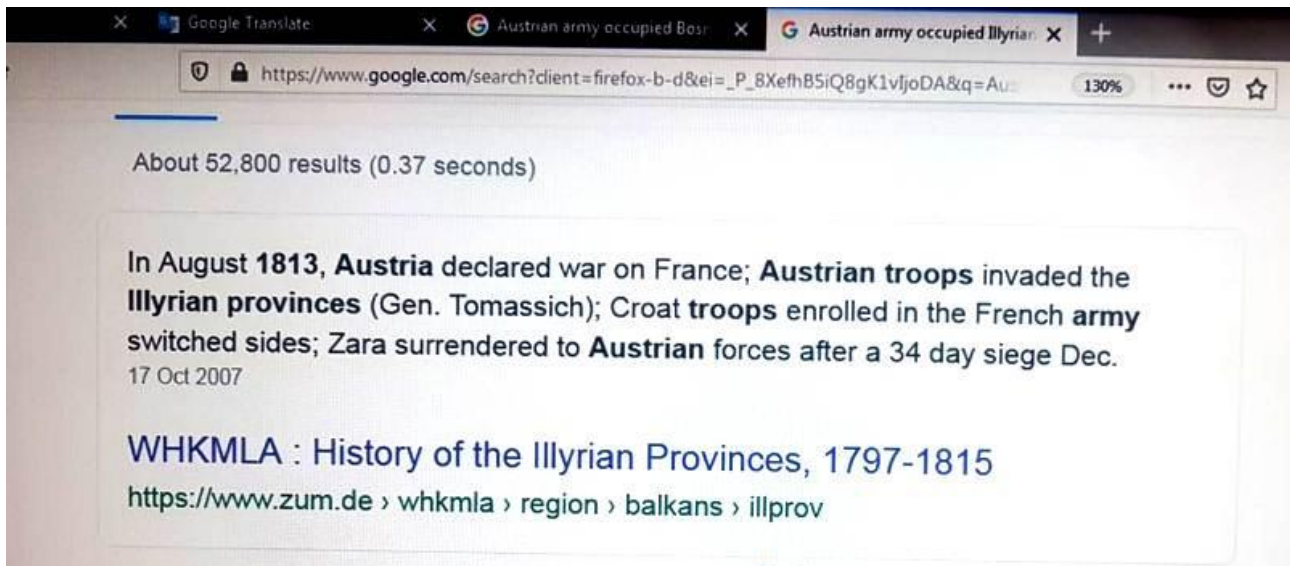 Google Translate
Austrian army occupied Bosr
Austrian army occupied Illyrian
https://www.google.com/search?client=firefox-b-d&ei=_P_8XefhB5iQ8gK1vIjoDA&q=Aus
130%
About 52,800 results (0.37 seconds)
In August 1813, Austria declared war on France; Austrian troops invaded the
Illyrian provinces (Gen. Tomassich); Croat troops enrolled in the French army
switched sides; Zara surrendered to Austrian forces after a 34 day siege Dec.
17 Oct 2007
WHKMLA : History of the Illyrian Provinces, 1797-1815
https://www.zum.de › whkmla › region › balkans › illprov